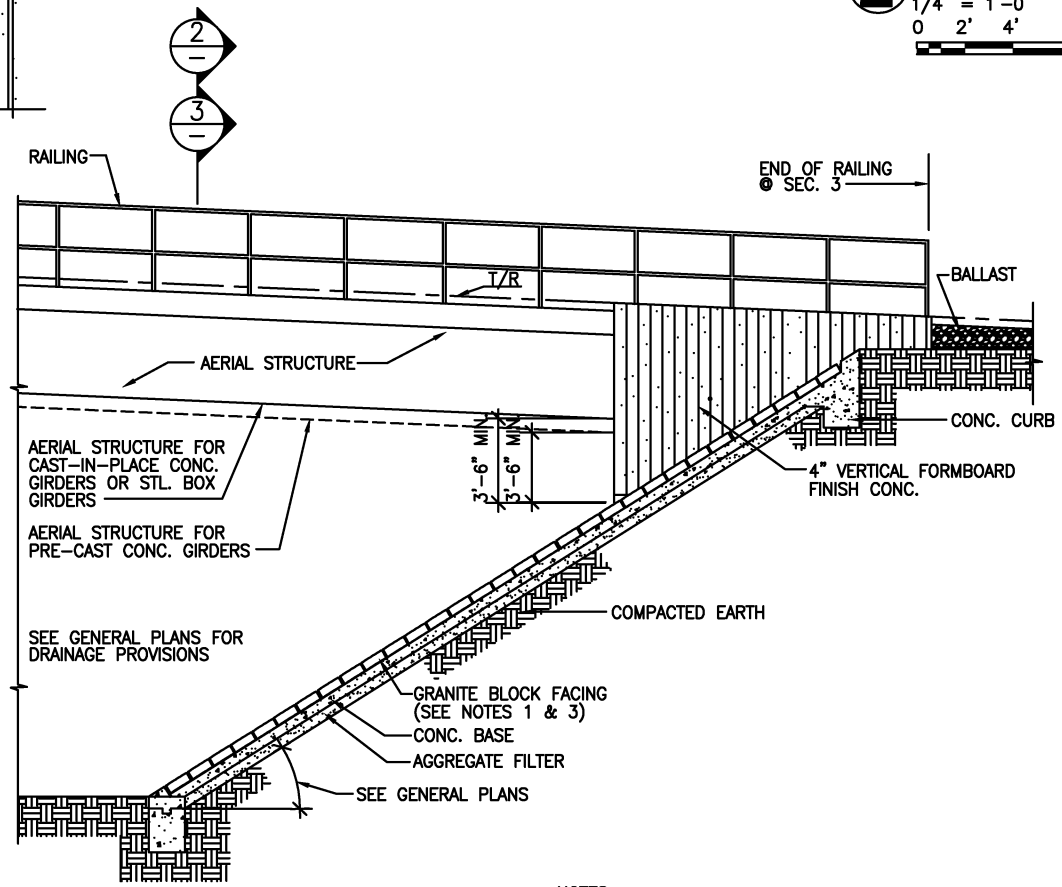 1/4 = 1-0
0 2' 4'
2
–
3
–
RAILING
END OF RAILING
@ SEC. 3
T/R
BALLAST
AERIAL STRUCTURE
CONC. CURB
AERIAL STRUCTURE FOR
CAST-IN-PLACE CONC.
GIRDERS OR STL. BOX
GIRDERS
3'-6" MIN
3'-6" MIN
4" VERTICAL FORMBOARD
FINISH CONC.
AERIAL STRUCTURE FOR
PRE-CAST CONC. GIRDERS
COMPACTED EARTH
SEE GENERAL PLANS FOR
DRAINAGE PROVISIONS
GRANITE BLOCK FACING
(SEE NOTES 1 & 3)
CONC. BASE
AGGREGATE FILTER
SEE GENERAL PLANS